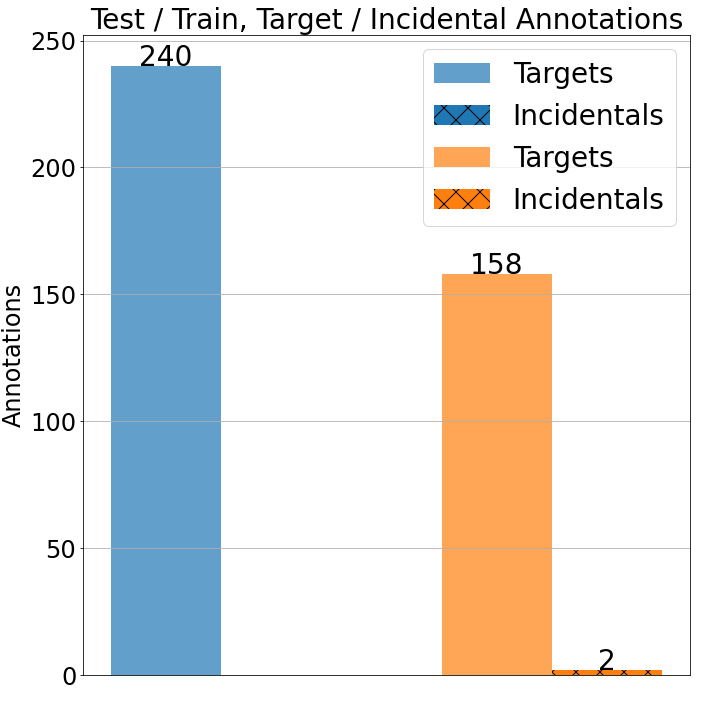 Test / Train, Target / Incidental Annotations
250
240
Targets
Incidentals
200
Targets
Incidentals
158
150
Annotations
100
50
2
0